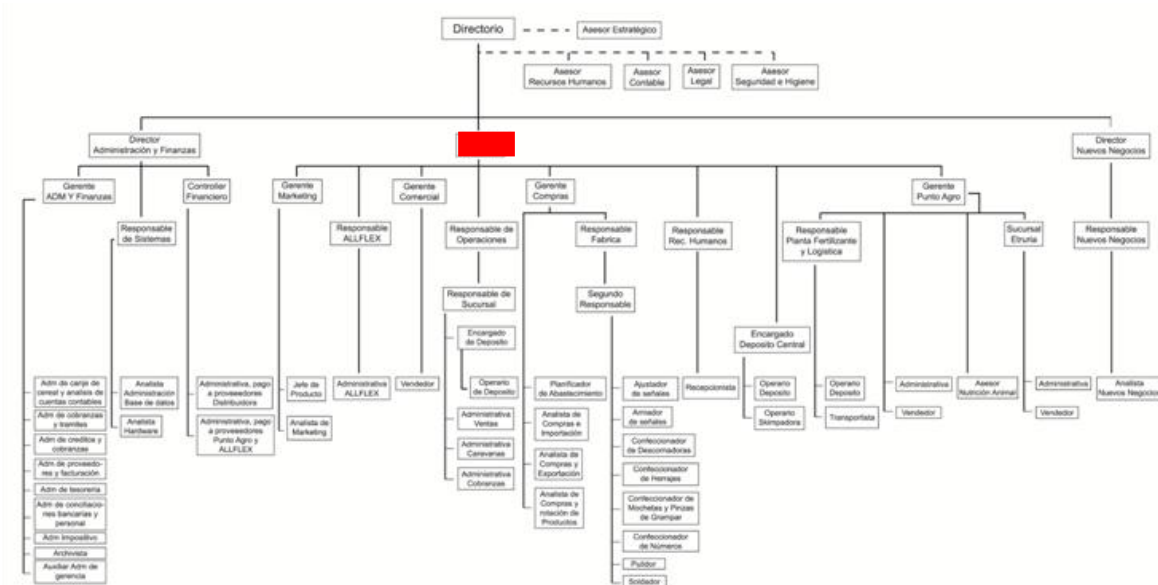 Directorio
Asesor Estratégico
Asesor
Recursos Humanos
Asesor
Contable
Asesor
Legal
Asesor
Seguridad e Higiene
Director
Administración y Finanzas
Director
Nuevos Negocios
Gerente
ADM Y Finanzas
Controller
Financiero
Gerente
Marketing
Gerente
Comercial
Gerente
Compras
Gerente
Punto Agro
Responsable
de Sistemas
Responsable
ALLFLEX
Responsable de
Operaciones
Responsable
Fabrica
Responsable
Rec. Humanos
Responsable
Planta Fertilizante
y Logistica
Sucursal
Etruria
Responsable
Nuevos Negocios
Responsable de
Sucursal
Segundo
Responsable
Encargado
de Deposito
Encargado
Deposito Central
Operario
de Deposito
Adm de canje de
cereal y analisis de
cuentas contables
Adm de cobranzas
y tramites
Adm de creditos y
cobranzas
Adm de proveedo-
res y facturación
Adm de tesoreria
Adm de conciliacio-
nes bancarias y
personal
Adm Impositivo
Archivista
Auxiliar Adm de
gerencia
Analista
Administración
Base de datos
Analista
Hardware
Administrativa, pago
a proveedores
Distribuidora
Administrativa, pago
a proveedores
Punto Agro y
ALLFLEX
Jefe de
Producto
Analista de
Marketing
Administrativa
ALLFLEX
Vendedor
Administrativa
Ventas
Administrativa
Caravanas
Administrativa
Cobranzas
Planificador
de Abastecimiento
Analista de
Compras e
Importación
Analista de
Compras y
Exportación
Analista de
Compras y
rotación de
Productos
Ajustador
de señales
Armador
de señales
Confeccionador
de Descornadoras
Confeccionador
de Herrajes
Confeccionador de
Mochetas y Pinzas
de Grampar
Confeccionador
de Números
Pulidor
Soldador
Recepcionista
Operario
Deposito
Operario
Skimpadora
Operario
Deposito
Transportista
Administrativa
Vendedor
Asesor
Nutrición Animal
Administrativa
Vendedor
Analista
Nuevos Negocios